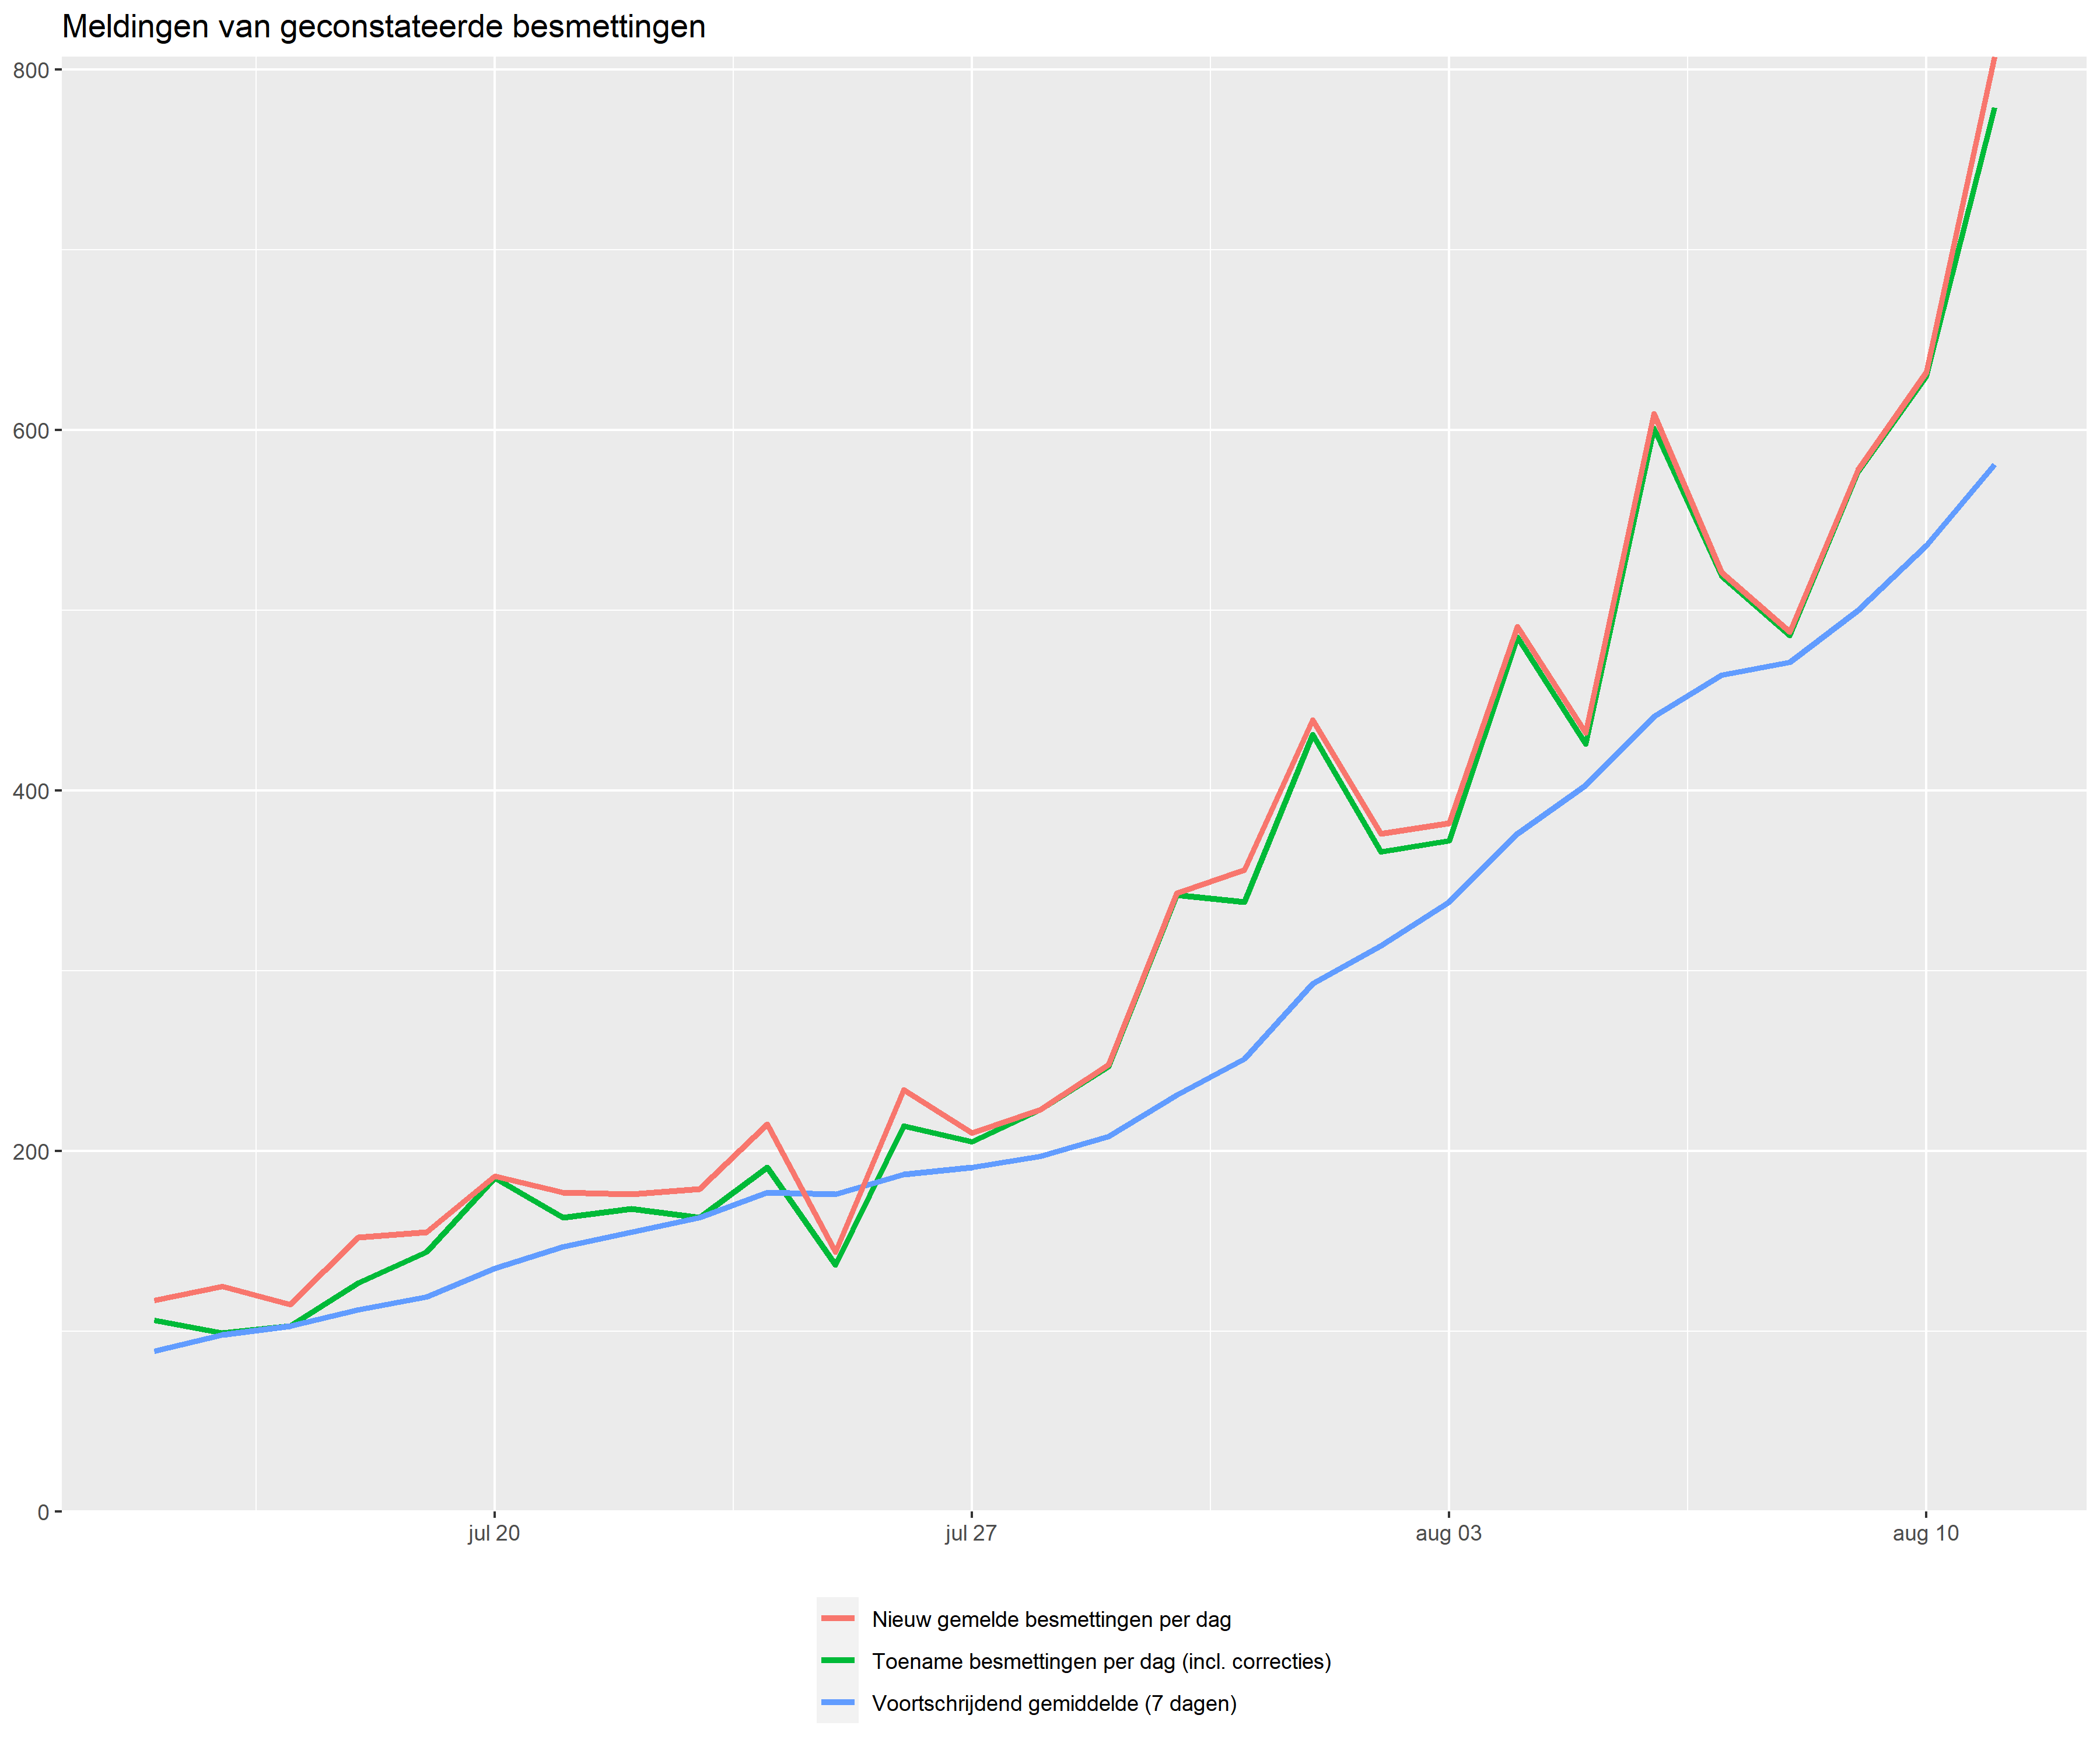 Meldingen van geconstateerde besmettingen
800
600
400
200
0
jul 20 jul 27 aug 03 aug 10
Nieuw gemelde besmettingen per dag
Toename besmettingen per dag (incl. correcties)
Voortschrijdend gemiddelde (7 dagen)